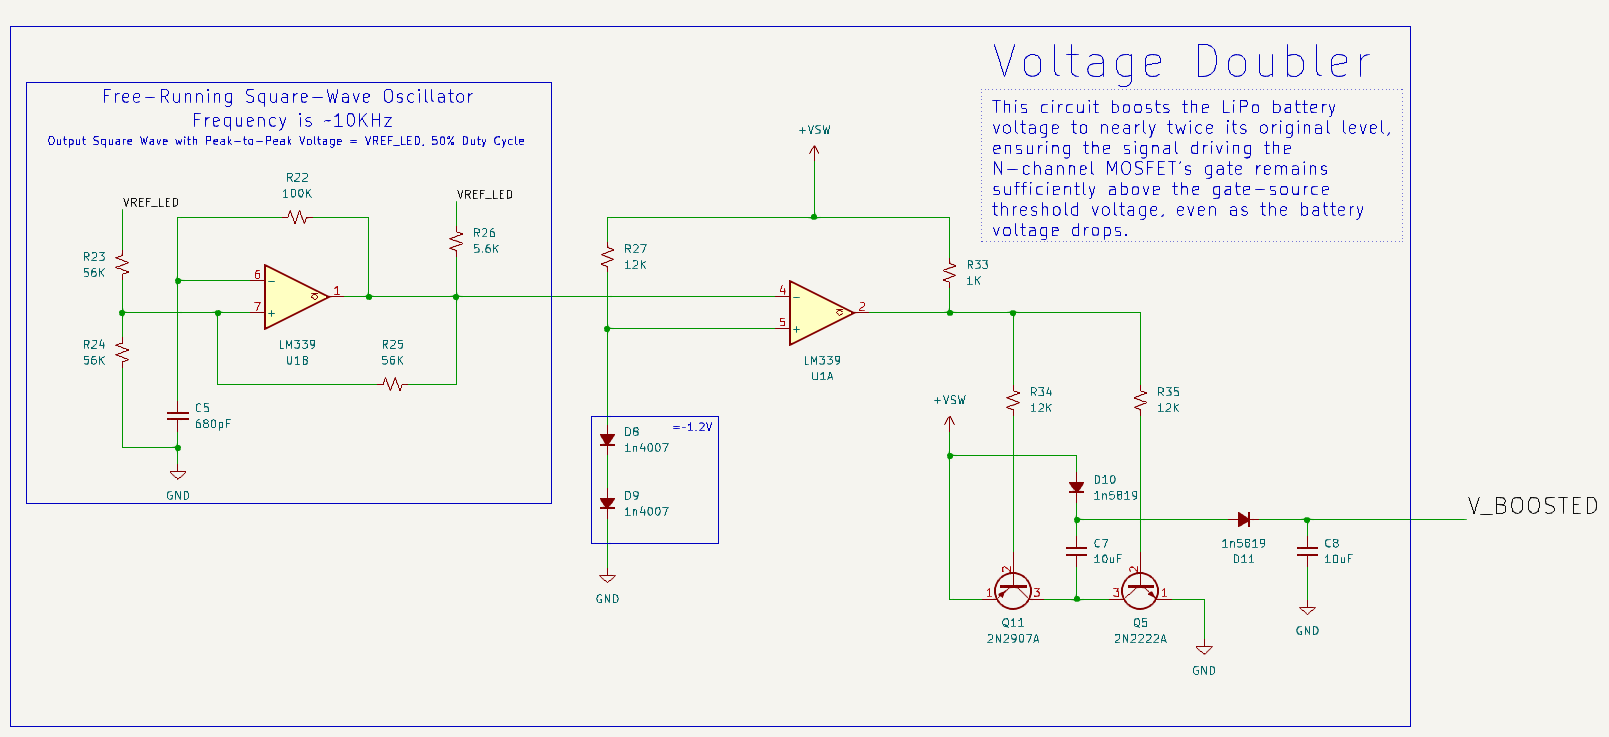 Voltage Doubler
This circuit boosts the LiPo battery
voltage to nearly twice its original level,
ensuring the signal driving the
N-channel MOSFET's gate remains
sufficiently above the gate-source
threshold voltage, even as the battery
voltage drops.
Free-Running Square-Wave Oscillator
Frequency is ~10KHz
Output Square Wave with Peak-to-Peak Voltage = VREF_LED, 50% Duty Cycle
VREF_LED
R22
100K
VREF_LED
R23
56K
R26
5.6K
6
-
7
+
1
LM339
U1B
R24
56K
R25
56K
C5
680pF
GND
+VSW
R27
12K
R33
1K
4
-
5
+
2
LM339
U1A
=~1.2V
D8
1n4007
D9
1n4007
GND
R34
12K
R35
12K
+VSW
D10
1n5819
C7
10uF
1n5819
D11
C8
10uF
GND
V_BOOSTED
2
1
3
Q11
2N2907A
2
3
1
Q5
2N2222A
GND